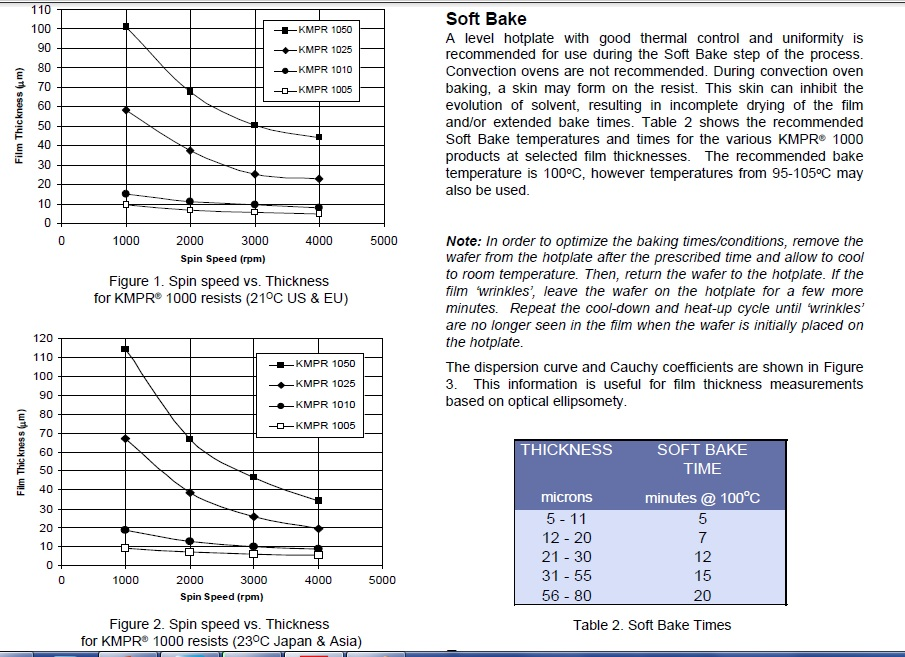 110
100
90
80
70
60
50
40
30
20
10
0
Film Thickness (μm)
KMPR 1050
KMPR 1025
KMPR 1010
KMPR 1005
0 1000 2000 3000 4000 5000
Spin Speed (rpm)
Figure 1. Spin speed vs. Thickness
for KMPR® 1000 resists (21ºC US & EU)
120
110
100
90
80
70
60
50
40
30
20
10
0
Film Thickness (μm)
KMPR 1050
KMPR 1025
KMPR 1010
KMPR 1005
0 1000 2000 3000 4000 5000
Spin Speed (rpm)
Figure 2. Spin speed vs. Thickness
for KMPR® 1000 resists (23ºC Japan & Asia)
Soft Bake
A level hotplate with good thermal control and uniformity is
recommended for use during the Soft Bake step of the process.
Convection ovens are not recommended. During convection oven
baking, a skin may form on the resist. This skin can inhibit the
evolution of solvent, resulting in incomplete drying of the film
and/or extended bake times. Table 2 shows the recommended
Soft Bake temperatures and times for the various KMPR® 1000
products at selected film thicknesses. The recommended bake
temperature is 100ºC, however temperatures from 95-105ºC may
also be used.
Note: In order to optimize the baking times/conditions, remove the
wafer from the hotplate after the prescribed time and allow to cool
to room temperature. Then, return the wafer to the hotplate. If the
film ‘wrinkles’, leave the wafer on the hotplate for a few more
minutes. Repeat the cool-down and heat-up cycle until ‘wrinkles’
are no longer seen in the film when the wafer is initially placed on
the hotplate.
The dispersion curve and Cauchy coefficients are shown in Figure
3. This information is useful for film thickness measurements
based on optical ellipsomety.
THICKNESS SOFT BAKE
TIME
microns minutes @ 100ºC
5 - 11 5
12 - 20 7
21 - 30 12
31 - 55 15
56 - 80 20
Table 2. Soft Bake Times